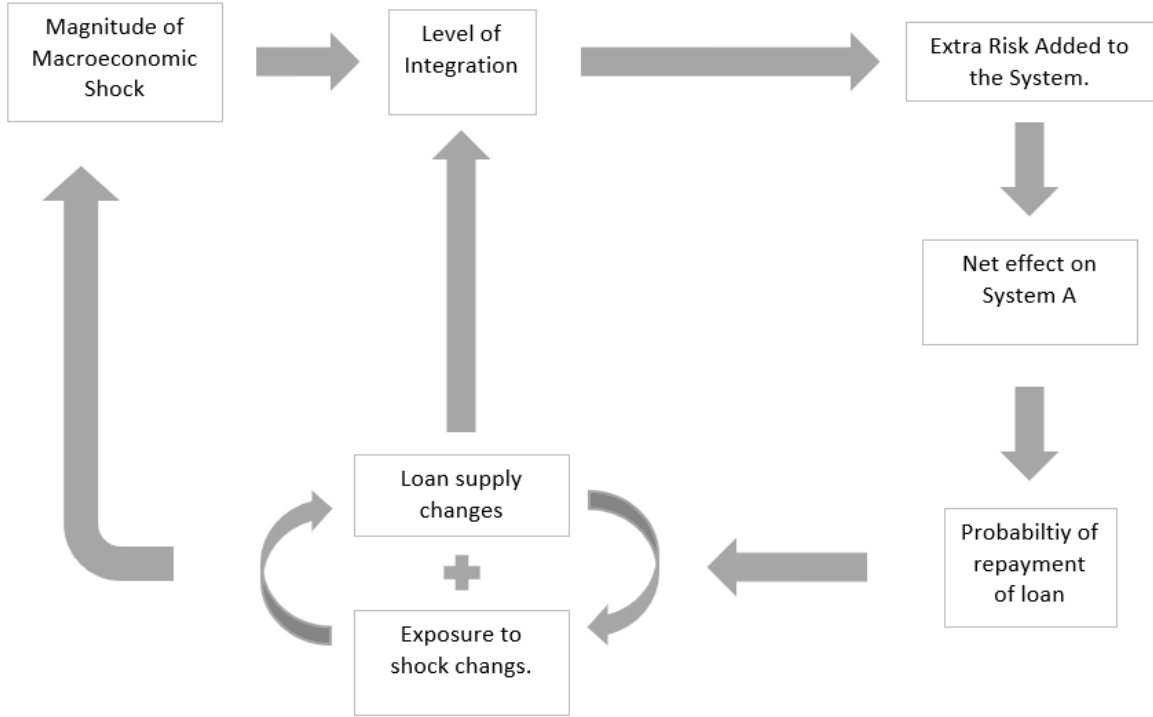 Magnitude of
Macroeconomic
Shock
Level of
Integration
Extra Risk Added to
the System.
Net effect on
System A
Probabiltiy of
repayment
of loan
Loan supply
changes
Exposure to
shock changs.